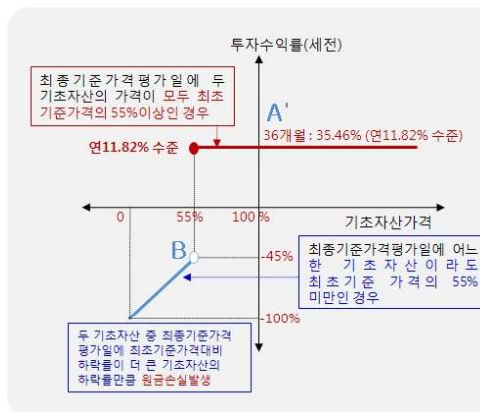 투자수익률(세전)
최종기준가격평가일에 두
기초자산의 가격이 모두 최초
기준가격의 55%이상인 경우
A'
36개월 : 35.46% (연11.82% 수준)
연11.82% 수준
0
55%
100 %
기초자산가격
B
-45%
최종기준가격평가일에 어느
한 기초자산이라도
최초기준 가격의 55%
미만인 경우
-100%
두 기초자산 중 최종기준가격
평가일에 최초기준가격대비
하락률이 더 큰 기초자산의
하락률만큼 원금손실발생